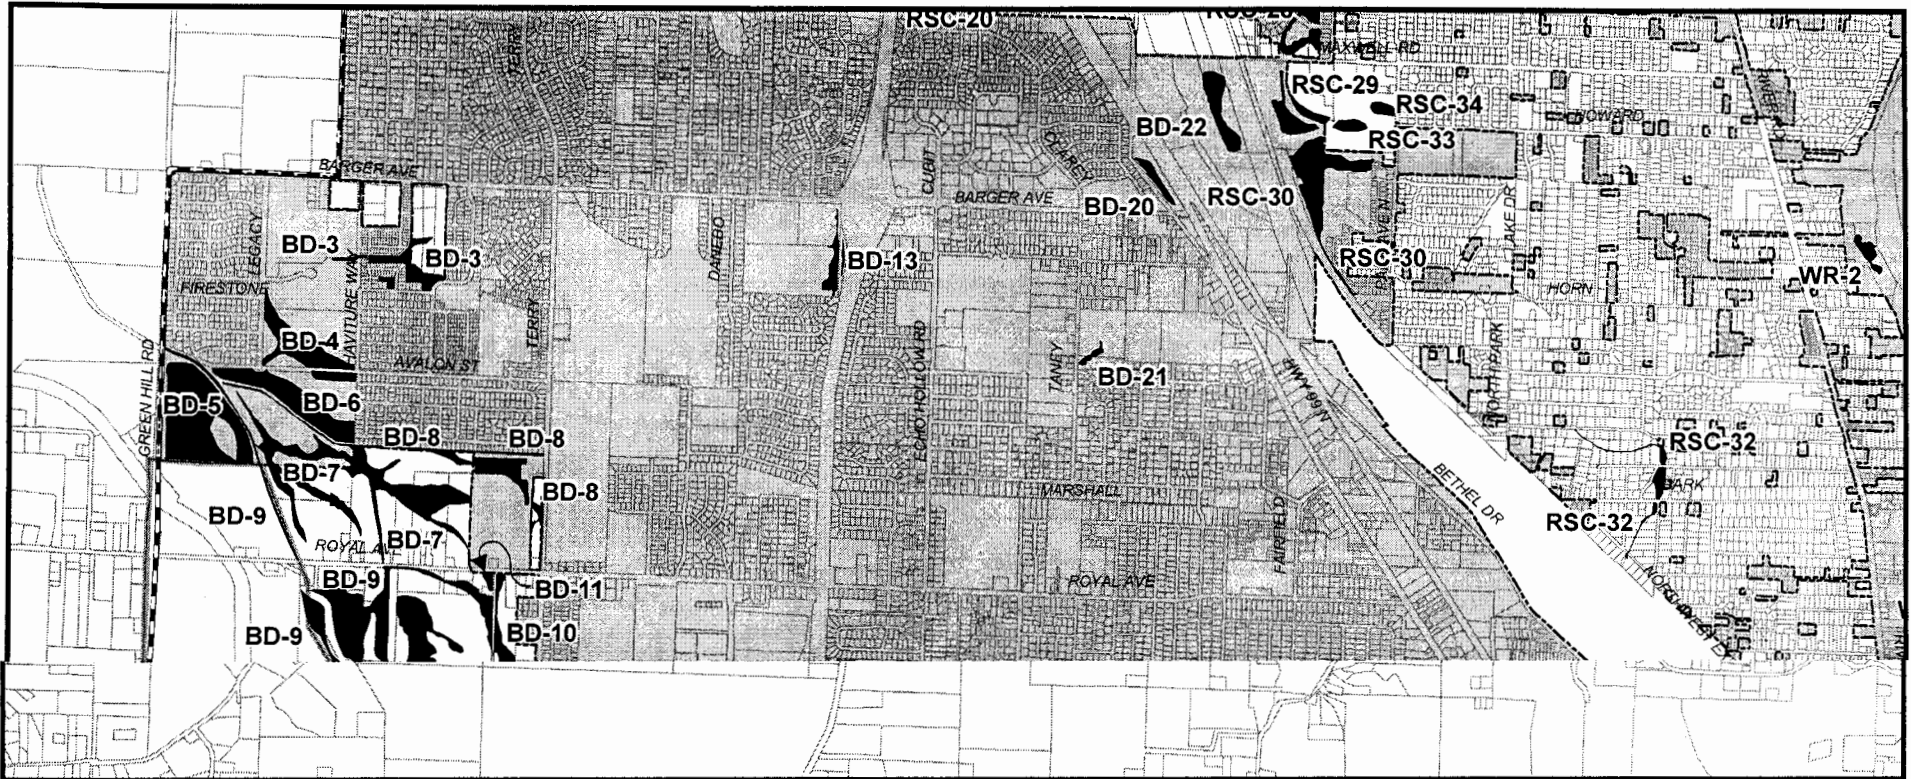 RSC-20
MAXWELL RD
TERRY
RSC-29
RSC-34
HOWARD
BD-22
RSC-33
CLAREY
BARGER AVE
CUBIT
BARGER AVE
BD-20
RSC-30
LEGACY
BD-3
BD-3
DANEBO
BD-13
RSC-30
WR-2
FIRESTONE
HORN
HAVITURE WAY
TERRY
BD-4
AVALON ST
GREEN HILL RD
ECHO HOLLOW RD
TANEY
BD-21
HWY 99 N
NORTH PARK
BD-5
BD-6
BD-8
BD-8
RSC-32
BD-7
BETHEL DR
PARK
BD-8
MARSHALL
BD-9
RSC-32
FAIRFIELD
ROYAL AVE
BD-7
BD-9
BD-11
ROYAL AVE
BD-9
BD-10